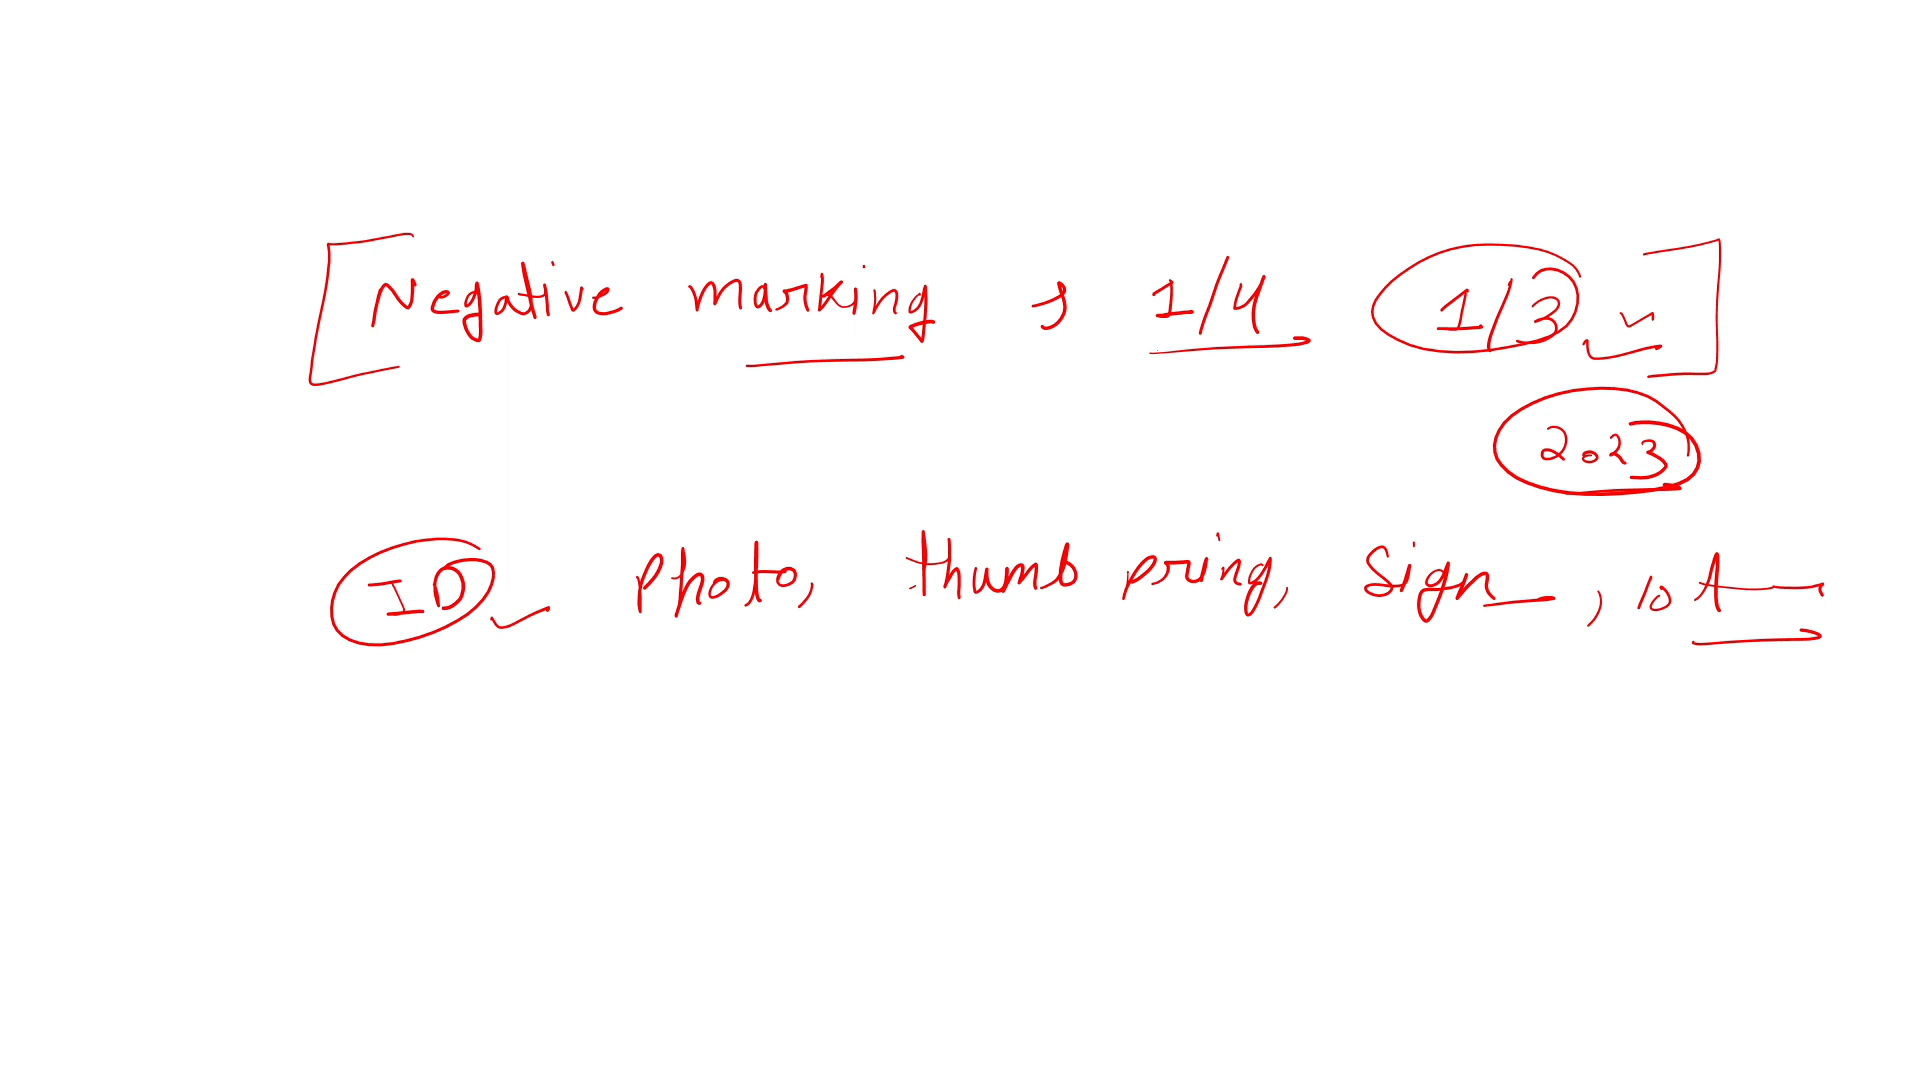 Negative marking 1/4 1/3
2023
ID Photo, thumb pring, Sign, 10